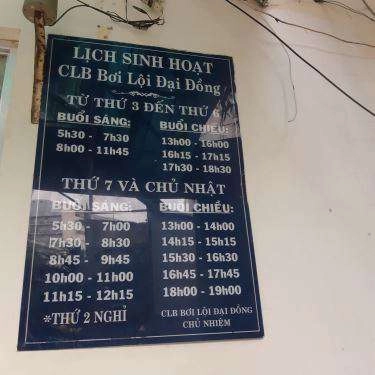 LỊCH SINH HOẠT
CLB Bơi Lội Đại Đồng
TỪ THỨ 3 ĐẾN THỨ 6
BUỔI SÁNG: BUỔI CHIỀU:
5h30 - 7h30 13h00 - 16h00
8h00 - 11h45 16h15 - 17h15
17h30 - 18h30
THỨ 7 VÀ CHỦ NHẬT
BUỔI SÁNG: BUỔI CHIỀU:
5h30 - 7h00 13h00 - 14h00
7h30 - 8h30 14h15 - 15h15
8h45 - 9h45 15h30 - 16h30
10h00 - 11h00 16h45 - 17h45
11h15 - 12h15 18h00 - 19h00
*THỨ 2 NGHỈ CLB BƠI LỘI ĐẠI ĐỒNG
CHỦ NHIỆM